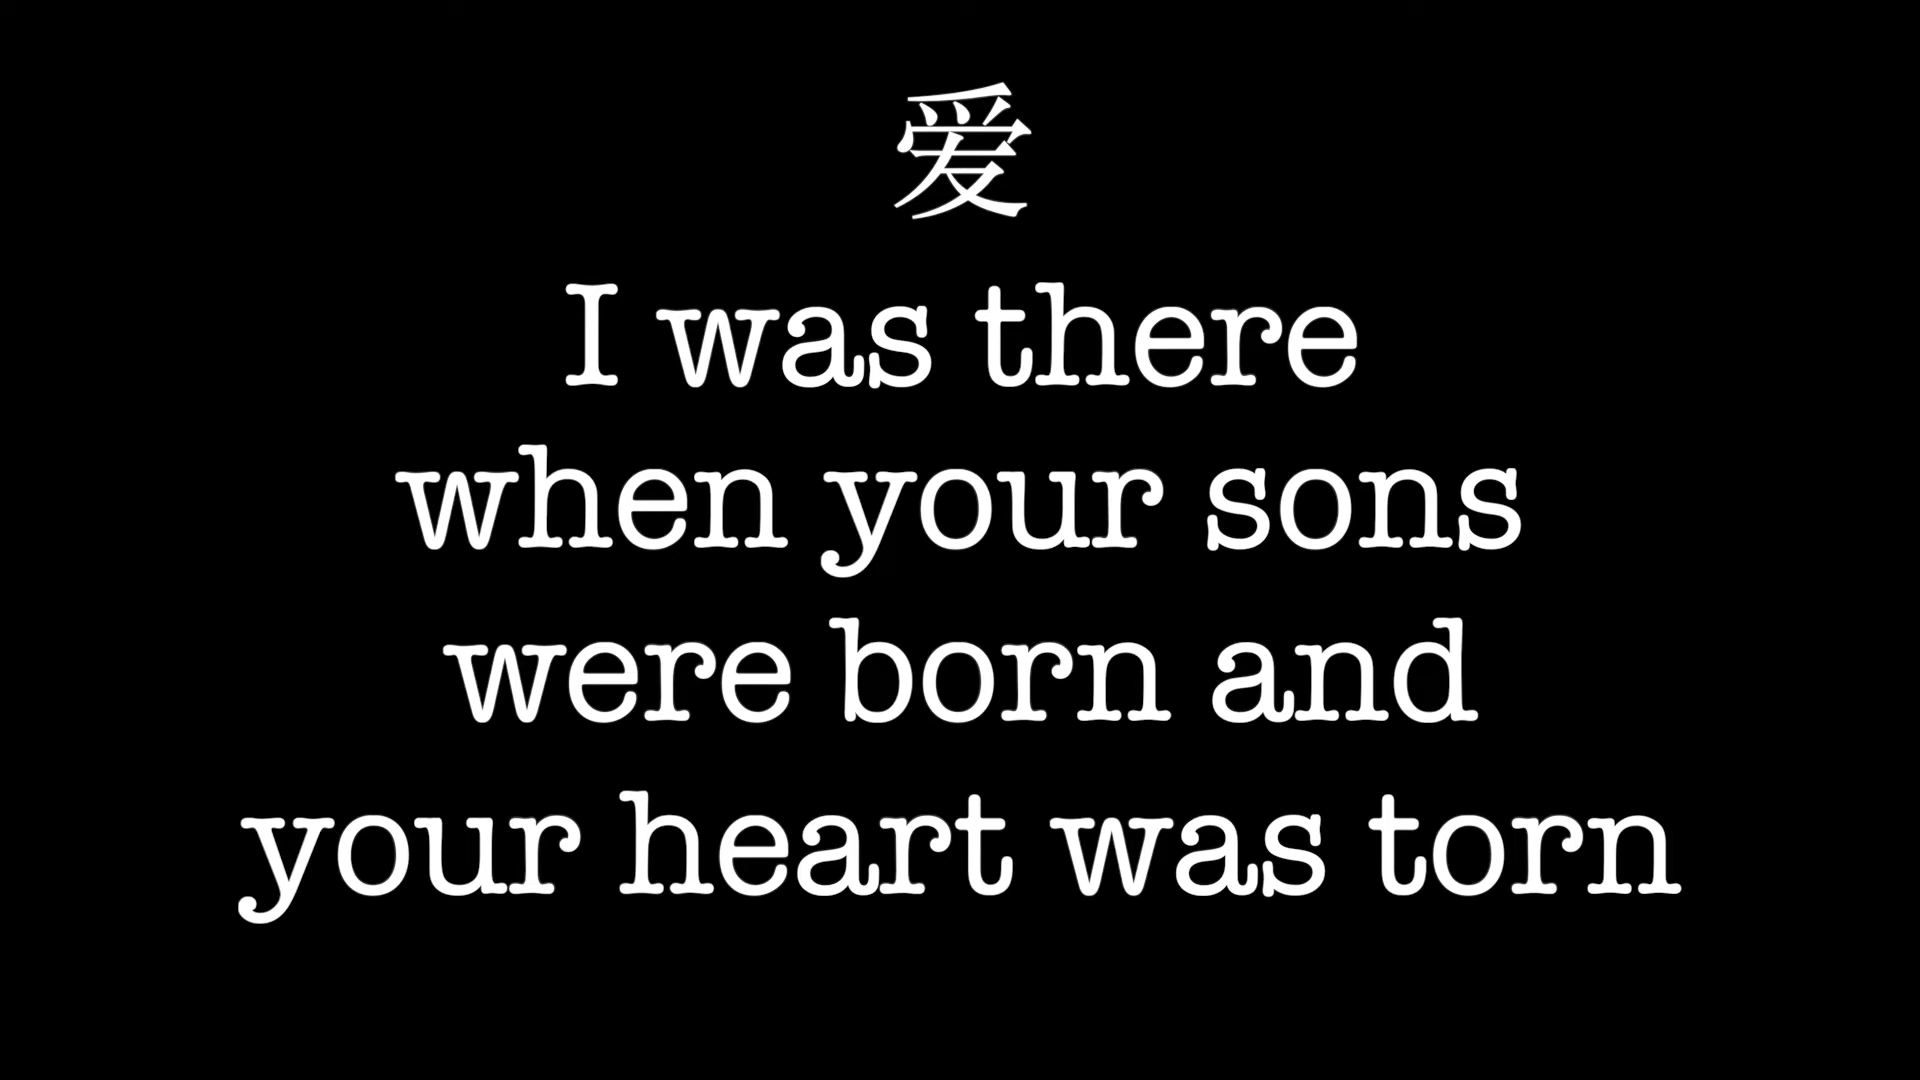 爱
I was there
when your sons
were born and
your heart was torn